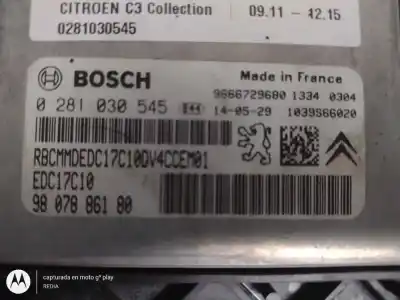 CITROEN C3 Collection 09.11 - 12.15
0281030545
BOSCH
Made in France
9666729680 1334 0304
0 281 030 545 14-05-29 1039S66020
RBCMMDEDC17C10DV4CCEM01
EDC17C10
98 078 861 80
capturada en moto g⁶ play
REDIA